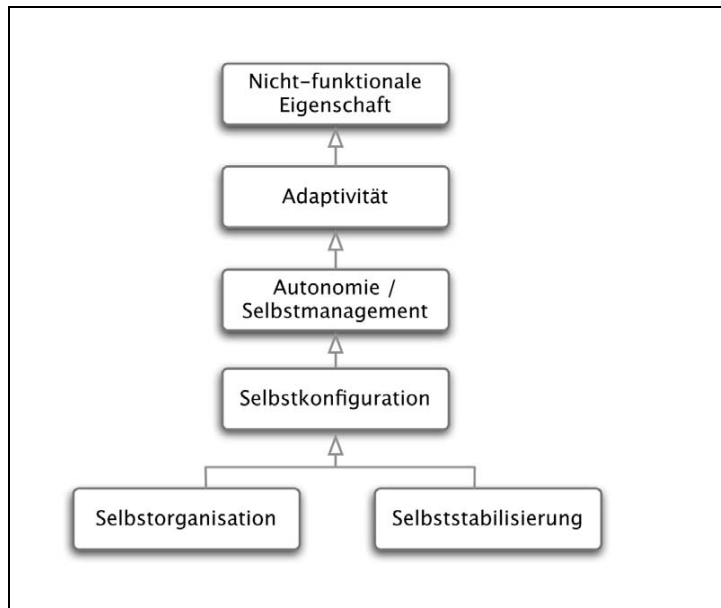 Nicht-funktionale
Eigenschaft
Adaptivität
Autonomie /
Selbstmanagement
Selbstkonfiguration
Selbstorganisation
Selbststabilisierung